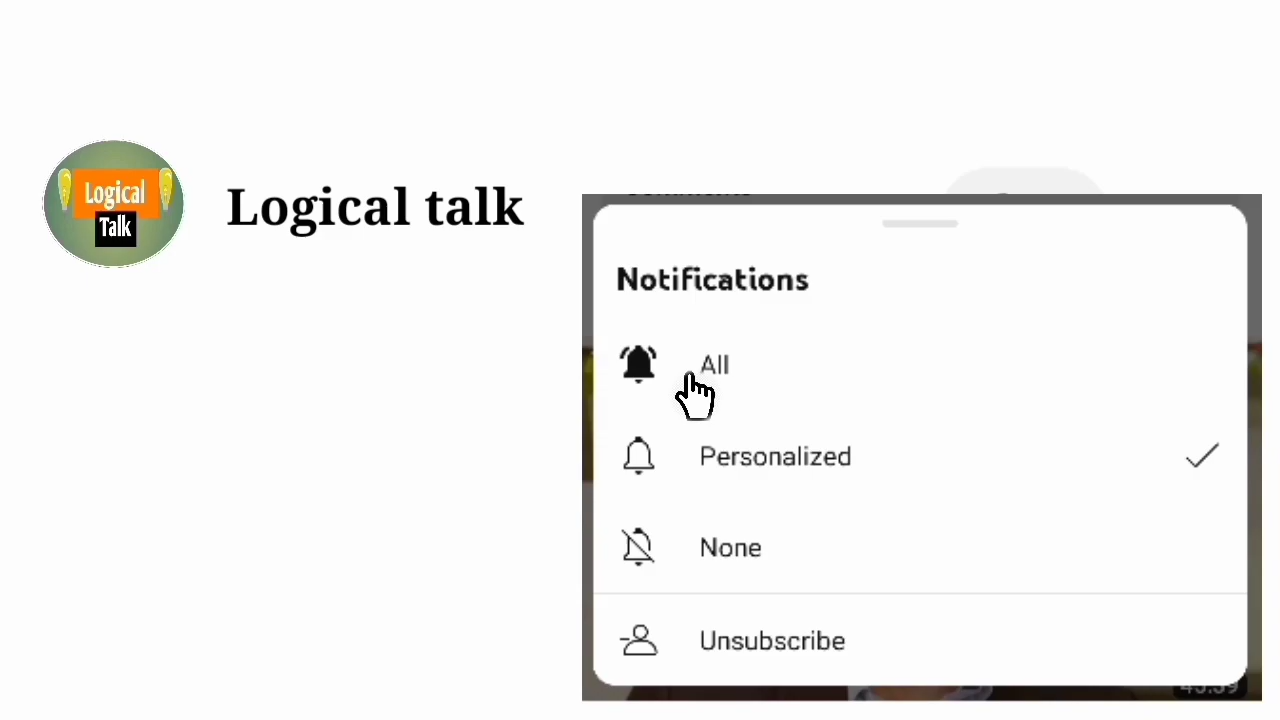 Logical
Talk
Logical talk
Notifications
All
Personalized
None
Unsubscribe